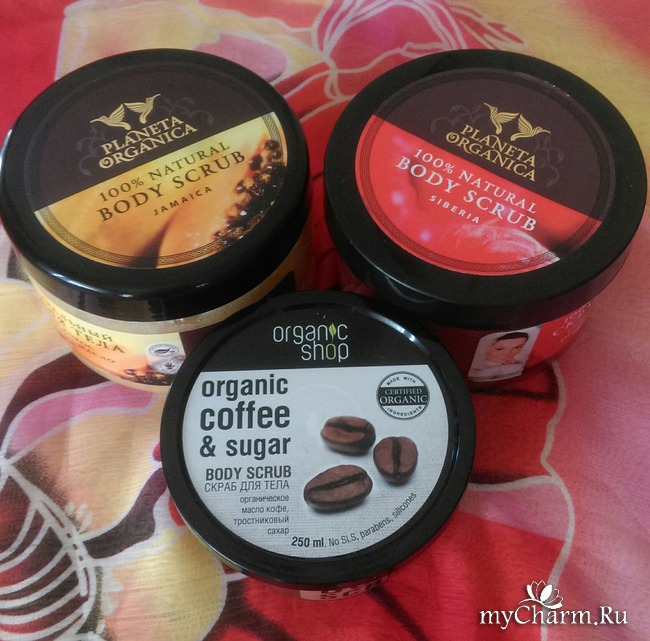 PLANETA
ORGANICA
100% NATURAL
BODY SCRUB
JAMAICA
PLANETA
ORGANICA
100% NATURAL
BODY SCRUB
SIBERIA
ТЕЛА
organic
shop
organic
coffee
& sugar
BODY SCRUB
СКРАБ ДЛЯ ТЕЛА
органическое
масло кофе,
тростниковый
сахар
250 ml, No SLS, parabens, silicones
MADE WITH
CERTIFIED
ORGANIC
INGREDIENTS
myCharm.Ru